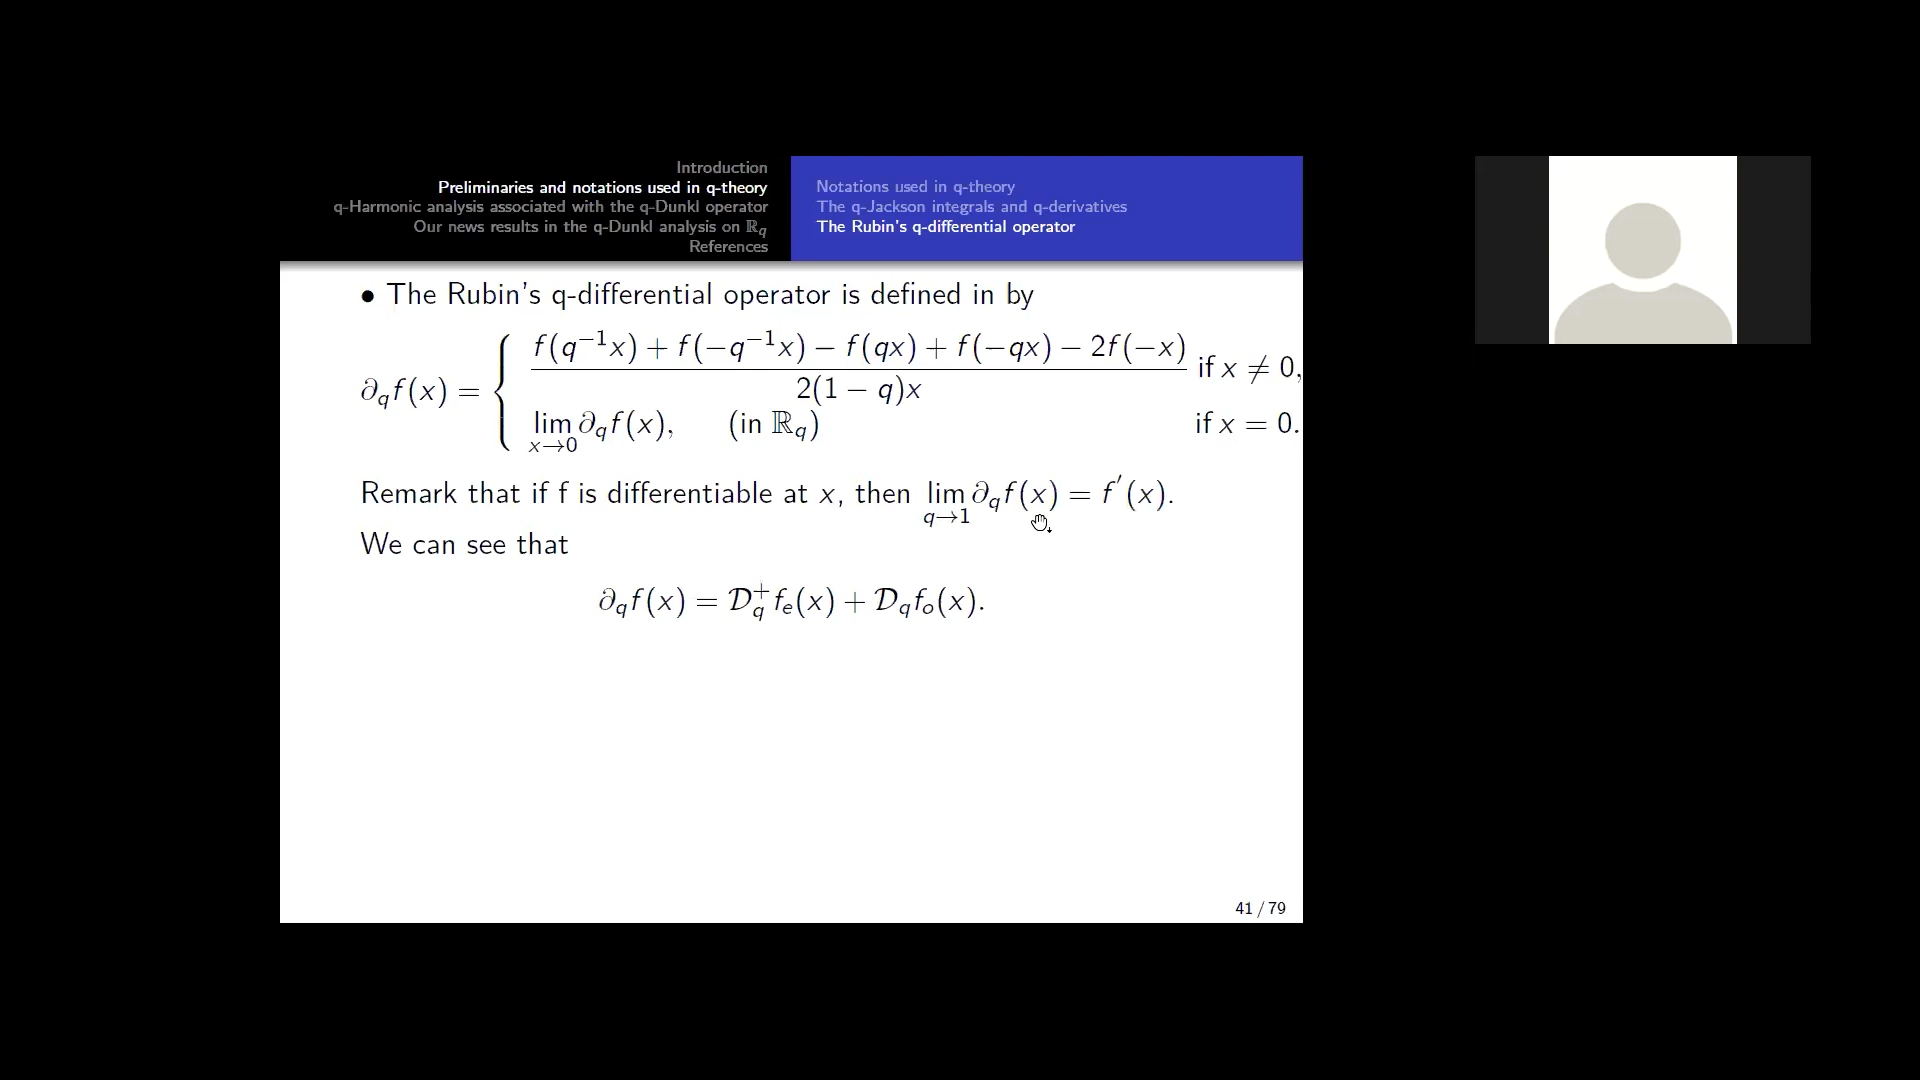 Introduction
Preliminaries and notations used in q-theory
q-Harmonic analysis associated with the q-Dunkl operator
Our news results in the q-Dunkl analysis on ℝ_q
References
Notations used in q-theory
The q-Jackson integrals and q-derivatives
The Rubin's q-differential operator
• The Rubin's q-differential operator is defined in by
∂_q f(x) = { (f(q⁻¹x) + f(−q⁻¹x) − f(qx) + f(−qx) − 2f(−x)) / (2(1 − q)x) if x ≠ 0,
lim_{x→0} ∂_q f(x), (in ℝ_q) if x = 0.
Remark that if f is differentiable at x, then lim_{q→1} ∂_q f(x) = f′(x).
We can see that
∂_q f(x) = 𝒟_q^+ f_e(x) + 𝒟_q f_o(x).
41 / 79